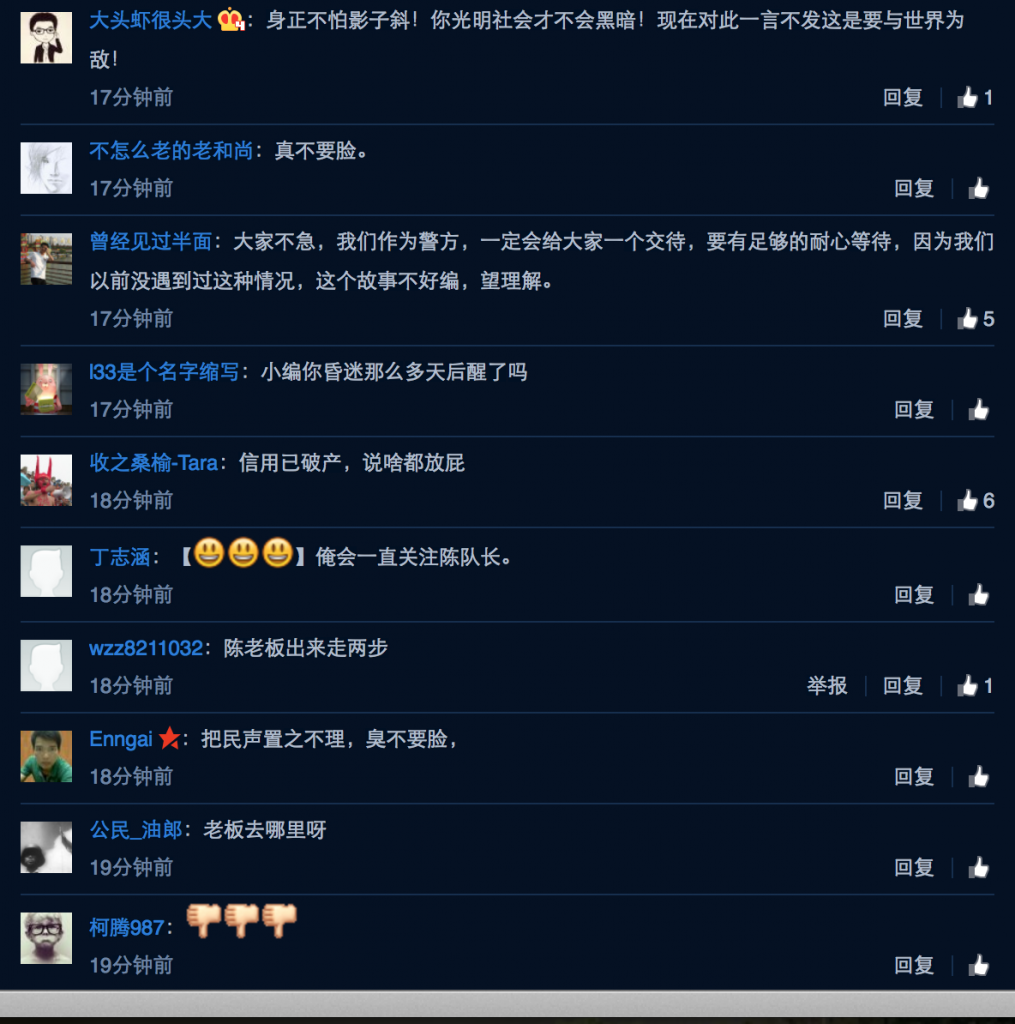 大头虾很头大 4：身正不怕影子斜！你光明社会才不会黑暗！现在对此一言不发这是要与世界为
敌！
17分钟前 回复 1
不怎么老的老和尚：真不要脸。
17分钟前 回复
曾经见过半面：大家不急，我们作为警方，一定会给大家一个交待，要有足够的耐心等待，因为我们
以前没遇到过这种情况，这个故事不好编，望理解。
17分钟前 回复 5
l33是个名字缩写：小编你昏迷那么多天后醒了吗
17分钟前 回复
收之桑榆-Tara：信用已破产，说啥都放屁
18分钟前 回复 6
丁志涵：【😃😃😃】俺会一直关注陈队长。
18分钟前 回复
wzz8211032：陈老板出来走两步
18分钟前 举报 回复 1
Enngai：把民声置之不理，臭不要脸，
18分钟前 回复
公民_油郎：老板去哪里呀
19分钟前 回复
柯腾987：👎👎👎
19分钟前 回复